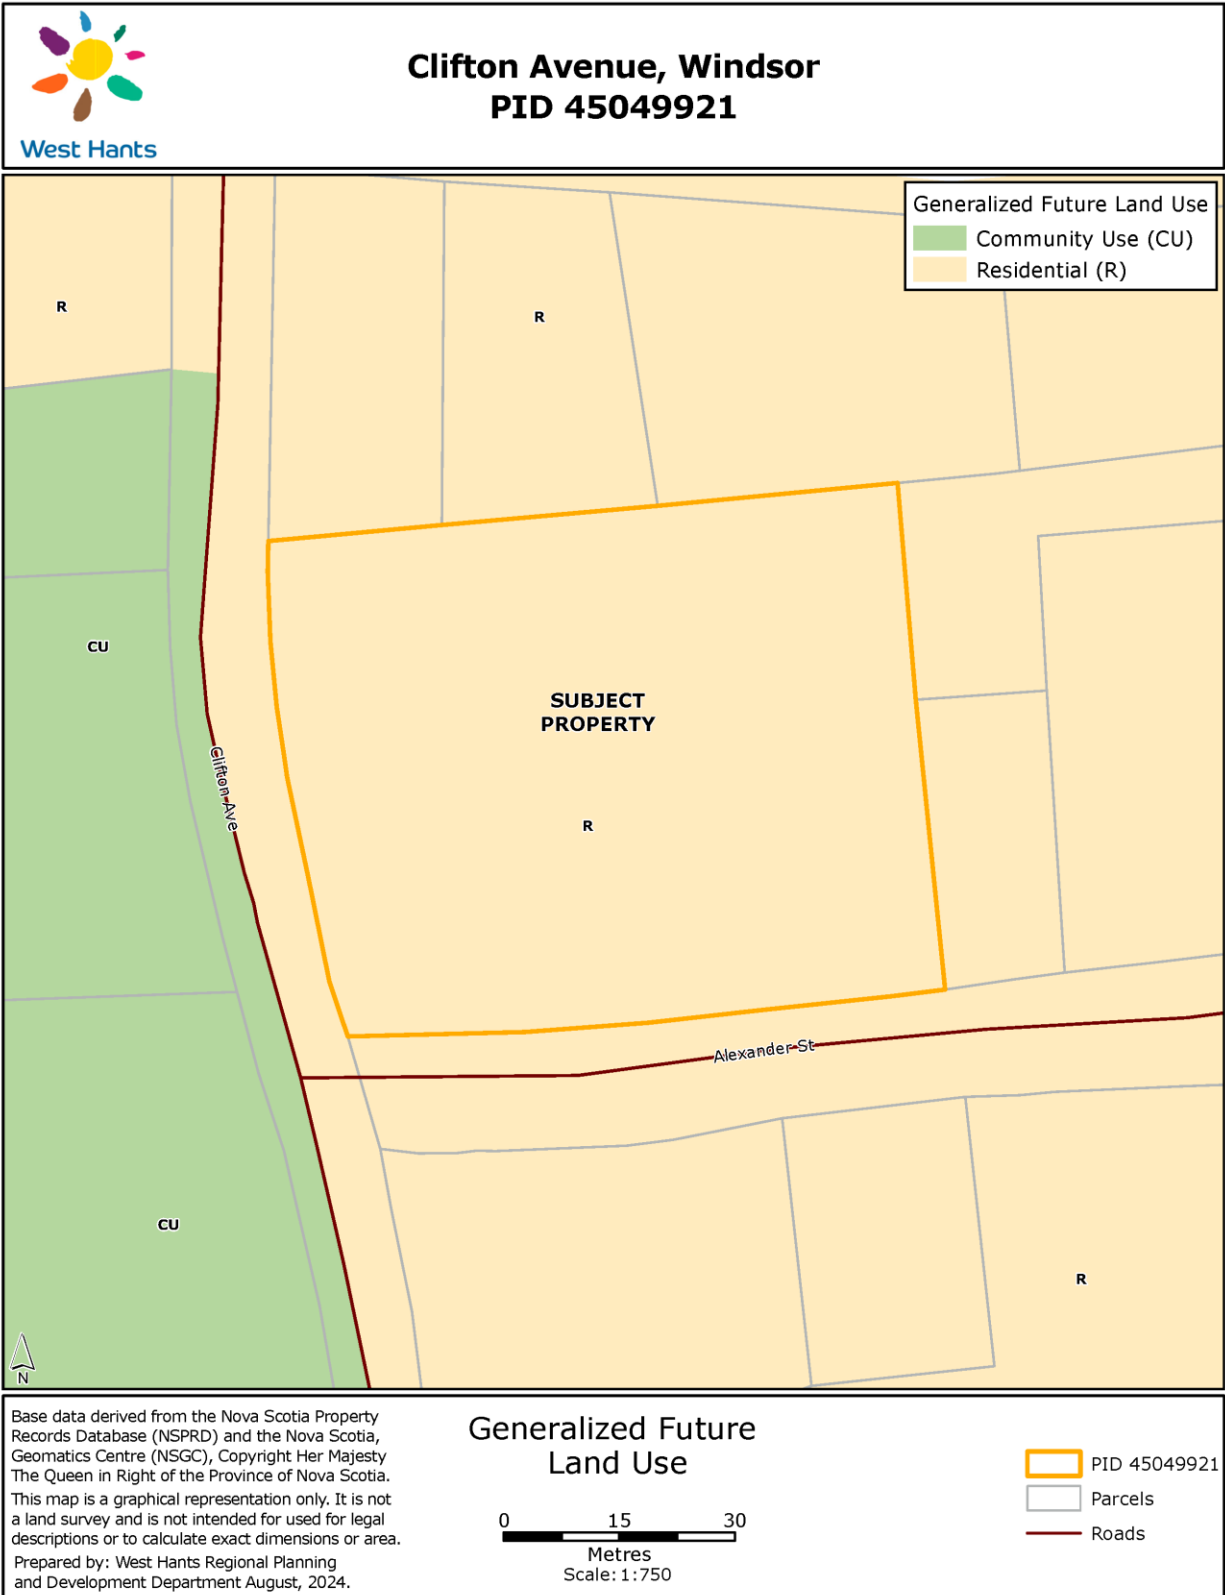 West Hants
Clifton Avenue, Windsor
PID 45049921
Generalized Future Land Use
Community Use (CU)
Residential (R)
R
R
CU
SUBJECT
PROPERTY
Clifton Ave
R
Alexander St
CU
R
N
Base data derived from the Nova Scotia Property
Records Database (NSPRD) and the Nova Scotia,
Geomatics Centre (NSGC), Copyright Her Majesty
The Queen in Right of the Province of Nova Scotia.
This map is a graphical representation only. It is not
a land survey and is not intended for used for legal
descriptions or to calculate exact dimensions or area.
Prepared by: West Hants Regional Planning
and Development Department August, 2024.
Generalized Future
Land Use
0 15 30
Metres
Scale: 1:750
PID 45049921
Parcels
Roads